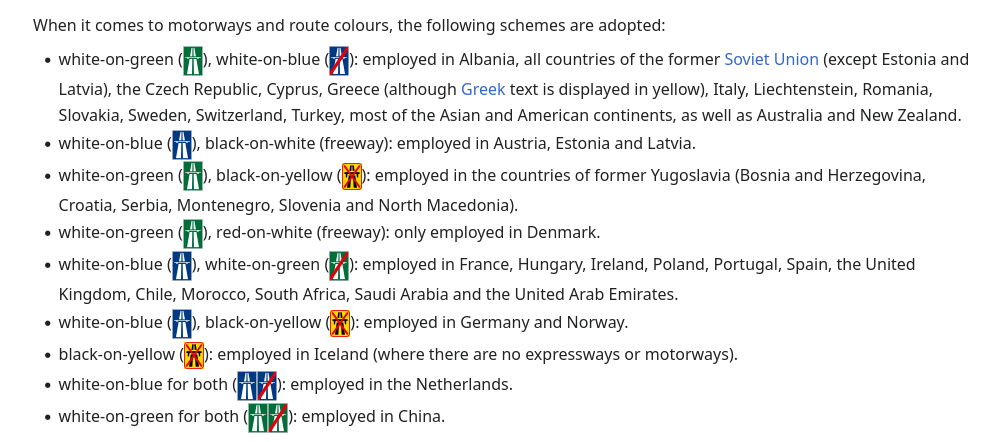 When it comes to motorways and route colours, the following schemes are adopted:
• white-on-green (), white-on-blue (): employed in Albania, all countries of the former Soviet Union (except Estonia and
Latvia), the Czech Republic, Cyprus, Greece (although Greek text is displayed in yellow), Italy, Liechtenstein, Romania,
Slovakia, Sweden, Switzerland, Turkey, most of the Asian and American continents, as well as Australia and New Zealand.
• white-on-blue (), black-on-white (freeway): employed in Austria, Estonia and Latvia.
• white-on-green (), black-on-yellow (): employed in the countries of former Yugoslavia (Bosnia and Herzegovina,
Croatia, Serbia, Montenegro, Slovenia and North Macedonia).
• white-on-green (), red-on-white (freeway): only employed in Denmark.
• white-on-blue (), white-on-green (): employed in France, Hungary, Ireland, Poland, Portugal, Spain, the United
Kingdom, Chile, Morocco, South Africa, Saudi Arabia and the United Arab Emirates.
• white-on-blue (), black-on-yellow (): employed in Germany and Norway.
• black-on-yellow (): employed in Iceland (where there are no expressways or motorways).
• white-on-blue for both (): employed in the Netherlands.
• white-on-green for both (): employed in China.